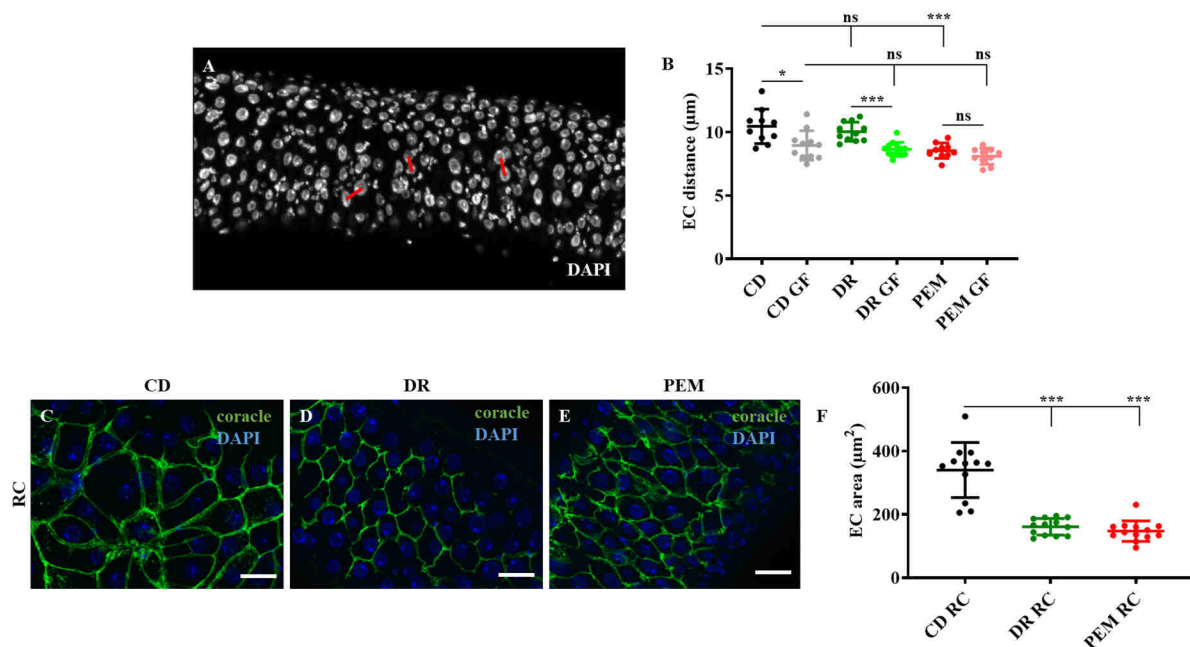 A
DAPI
B
ns
***
ns
ns
*
***
ns
15
10
5
0
EC distance (µm)
CD
CD GF
DR
DR GF
PEM
PEM GF
CD
DR
PEM
RC
C
coracle
DAPI
D
coracle
DAPI
E
coracle
DAPI
F
***
***
600
400
200
0
EC area (µm²)
CD RC
DR RC
PEM RC